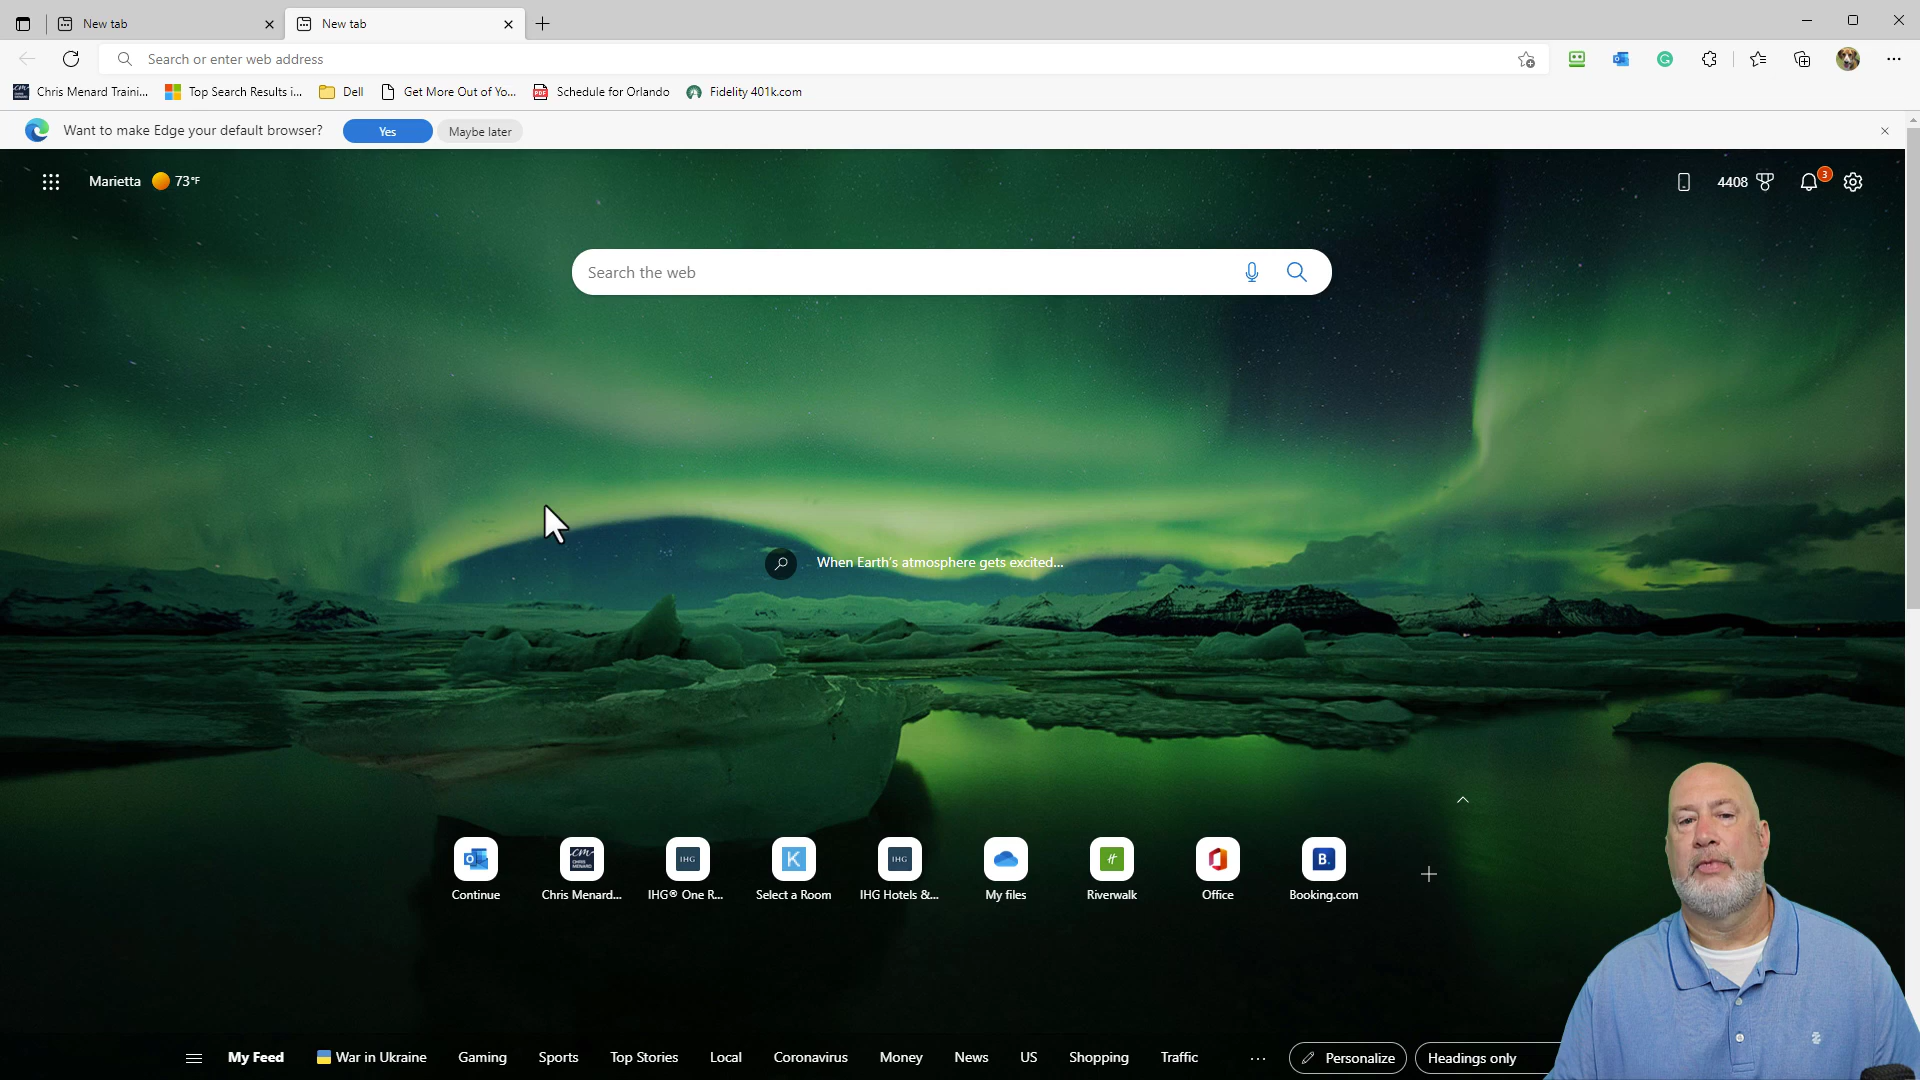 New tab
New tab
Search or enter web address
Chris Menard Traini... Top Search Results i... Dell Get More Out of Yo... Schedule for Orlando Fidelity 401k.com
Want to make Edge your default browser? Yes Maybe later
Marietta 73°F
4408
3
Search the web
When Earth's atmosphere gets excited...
Continue Chris Menard... IHG® One R... Select a Room IHG Hotels &... My files Riverwalk Office Booking.com
My Feed War in Ukraine Gaming Sports Top Stories Local Coronavirus Money News US Shopping Traffic ... Personalize Headings only